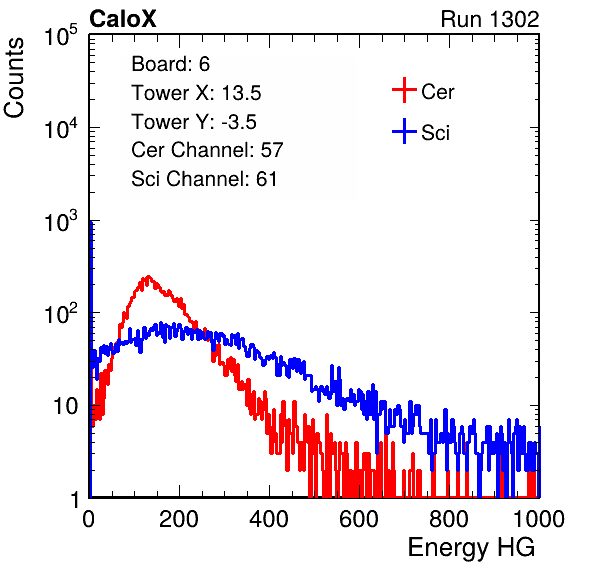 CaloX Run 1302
Counts
Board: 6
Tower X: 13.5
Tower Y: -3.5
Cer Channel: 57
Sci Channel: 61
Cer
Sci
10^5
10^4
10^3
10^2
10
1
0 200 400 600 800 1000
Energy HG